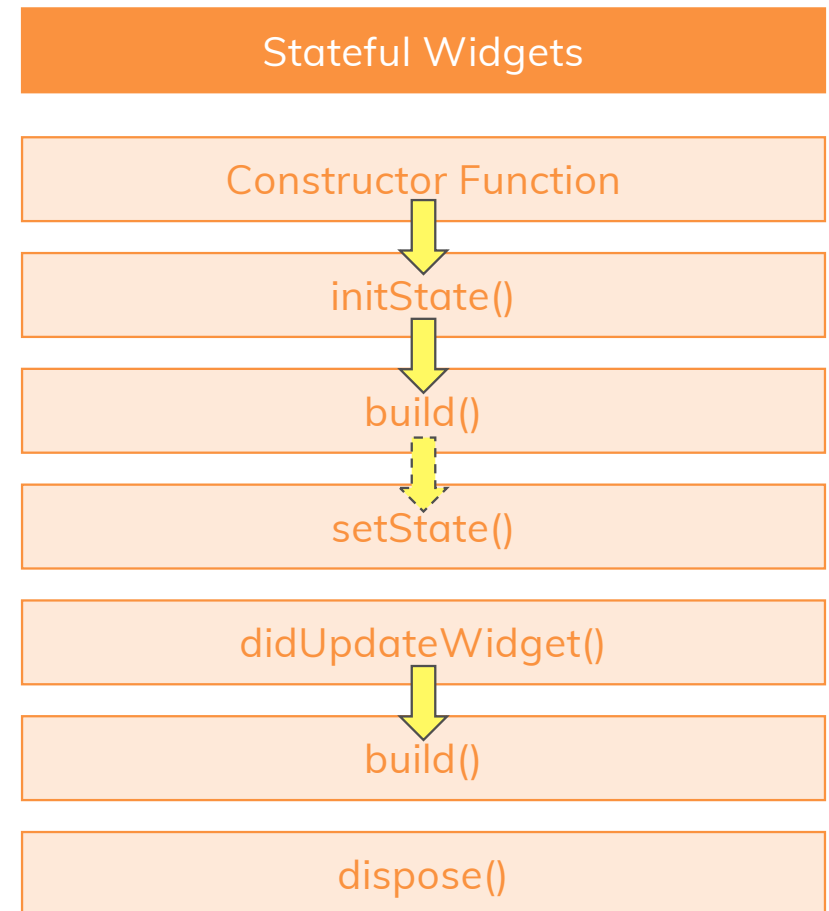 Stateful Widgets
Constructor Function
initState()
build()
setState()
didUpdateWidget()
build()
dispose()